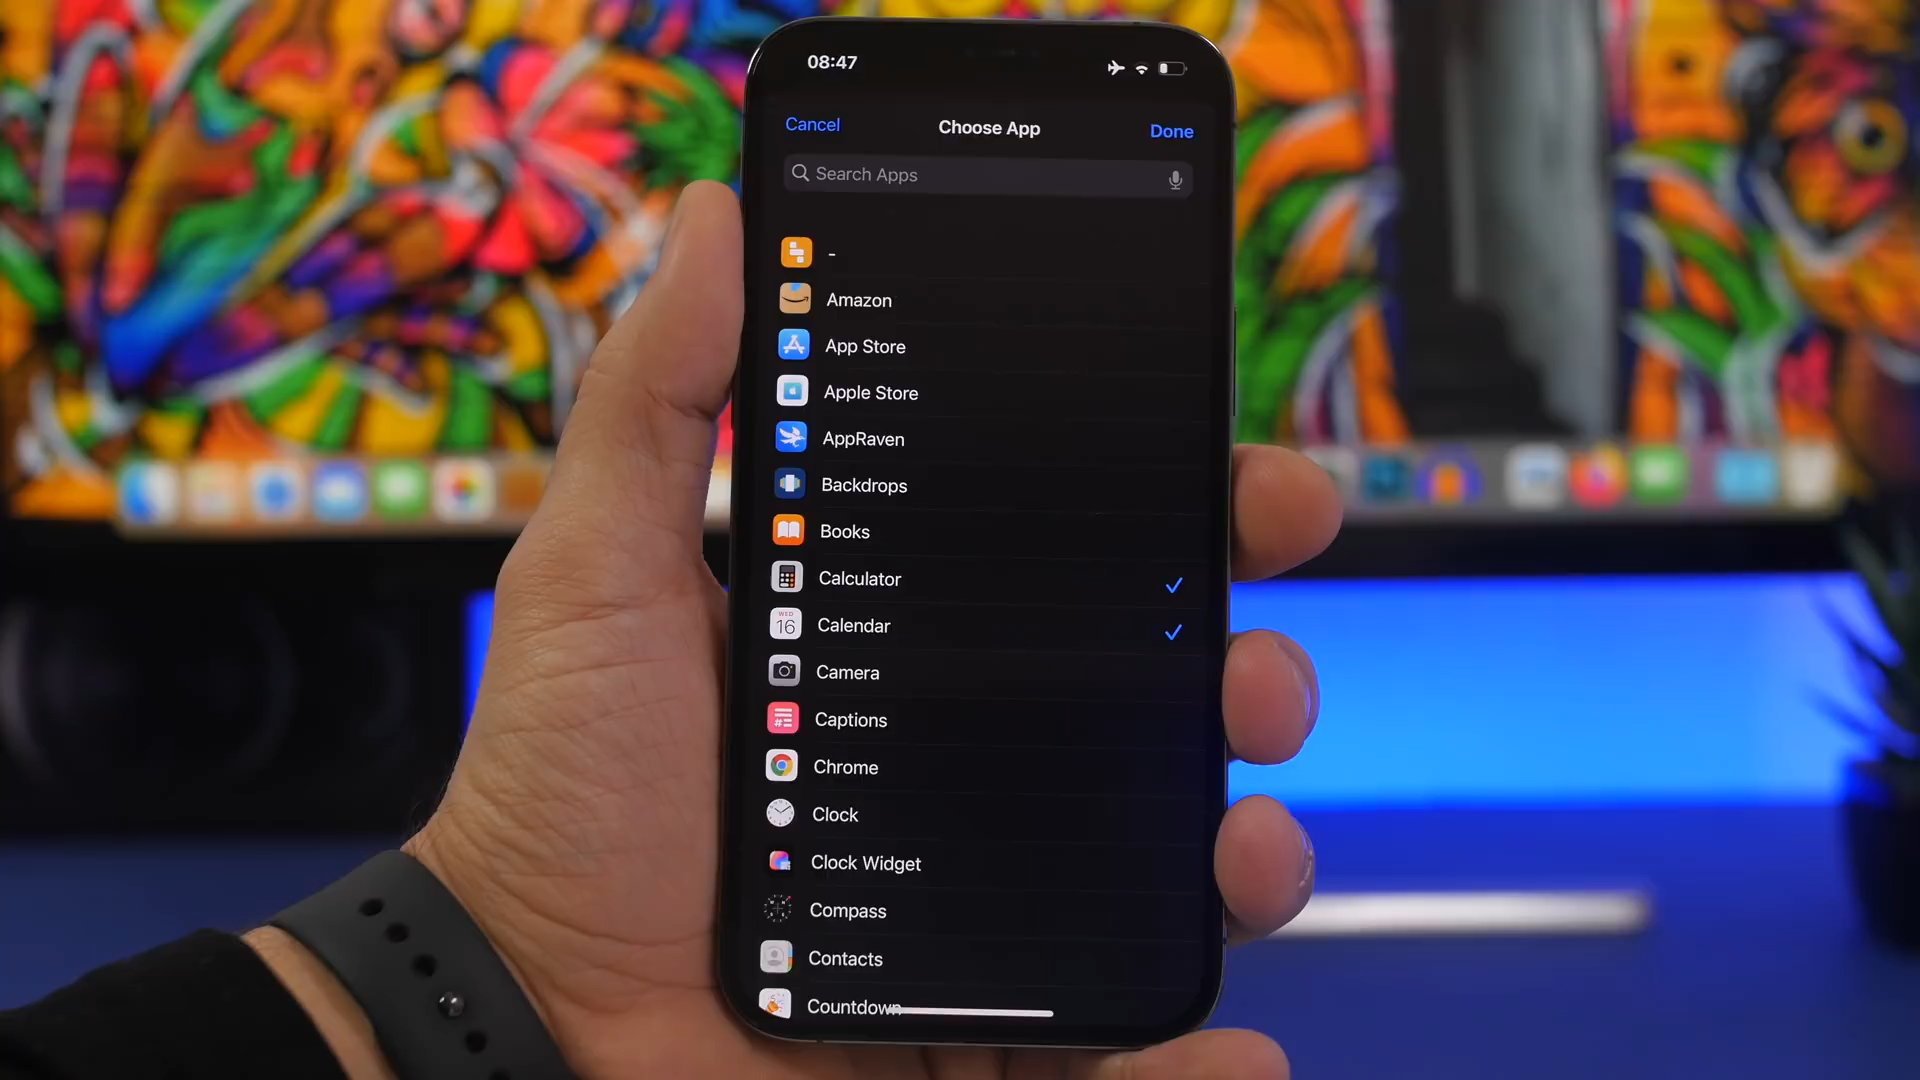 08:47
Cancel
Choose App
Done
Search Apps
-
Amazon
App Store
Apple Store
AppRaven
Backdrops
Books
Calculator
WED
16
Calendar
Camera
#
Captions
Chrome
Clock
Clock Widget
Compass
Contacts
Countdown